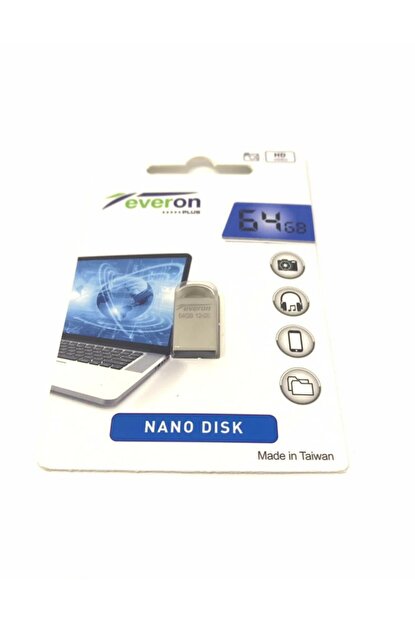 HD
everon
PLUS
64GB
everon
64GB
NANO DISK
Made in Taiwan